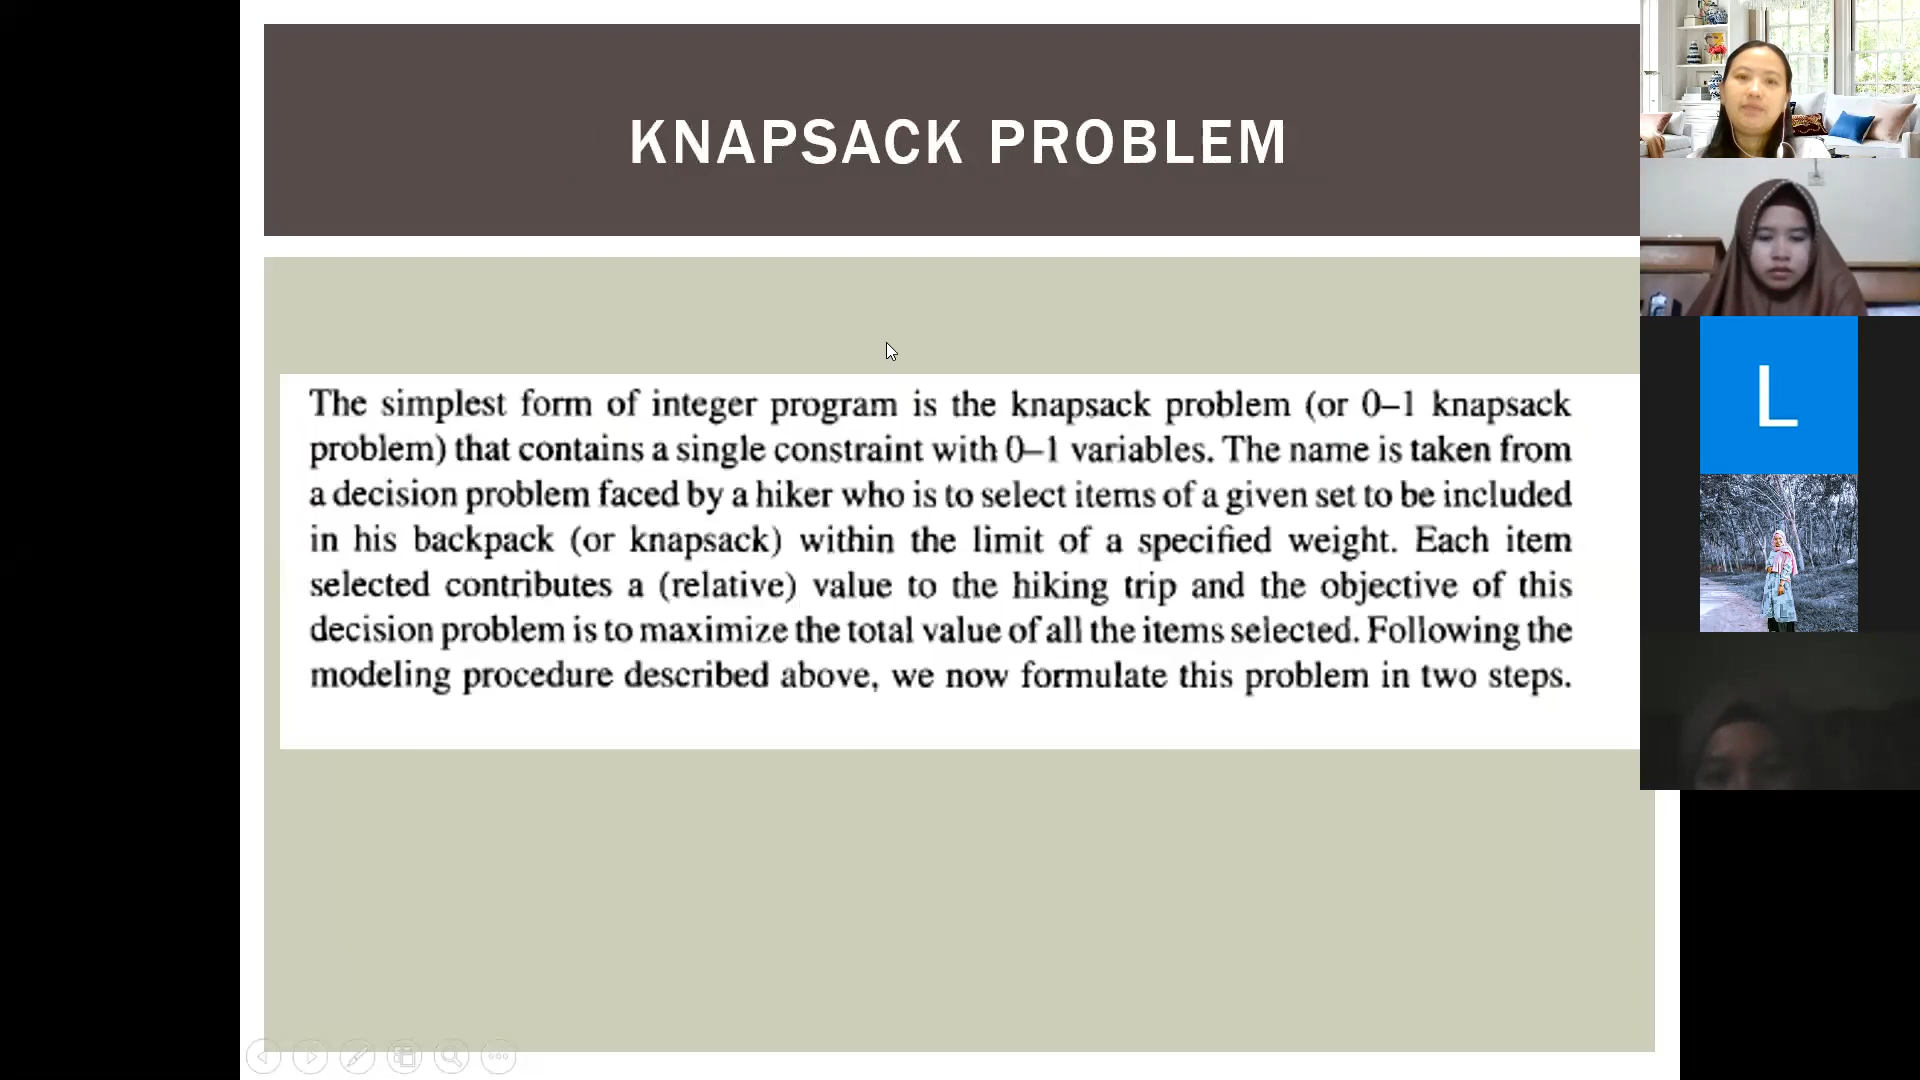 KNAPSACK PROBLEM
The simplest form of integer program is the knapsack problem (or 0–1 knapsack
problem) that contains a single constraint with 0–1 variables. The name is taken from
a decision problem faced by a hiker who is to select items of a given set to be included
in his backpack (or knapsack) within the limit of a specified weight. Each item
selected contributes a (relative) value to the hiking trip and the objective of this
decision problem is to maximize the total value of all the items selected. Following the
modeling procedure described above, we now formulate this problem in two steps.
L